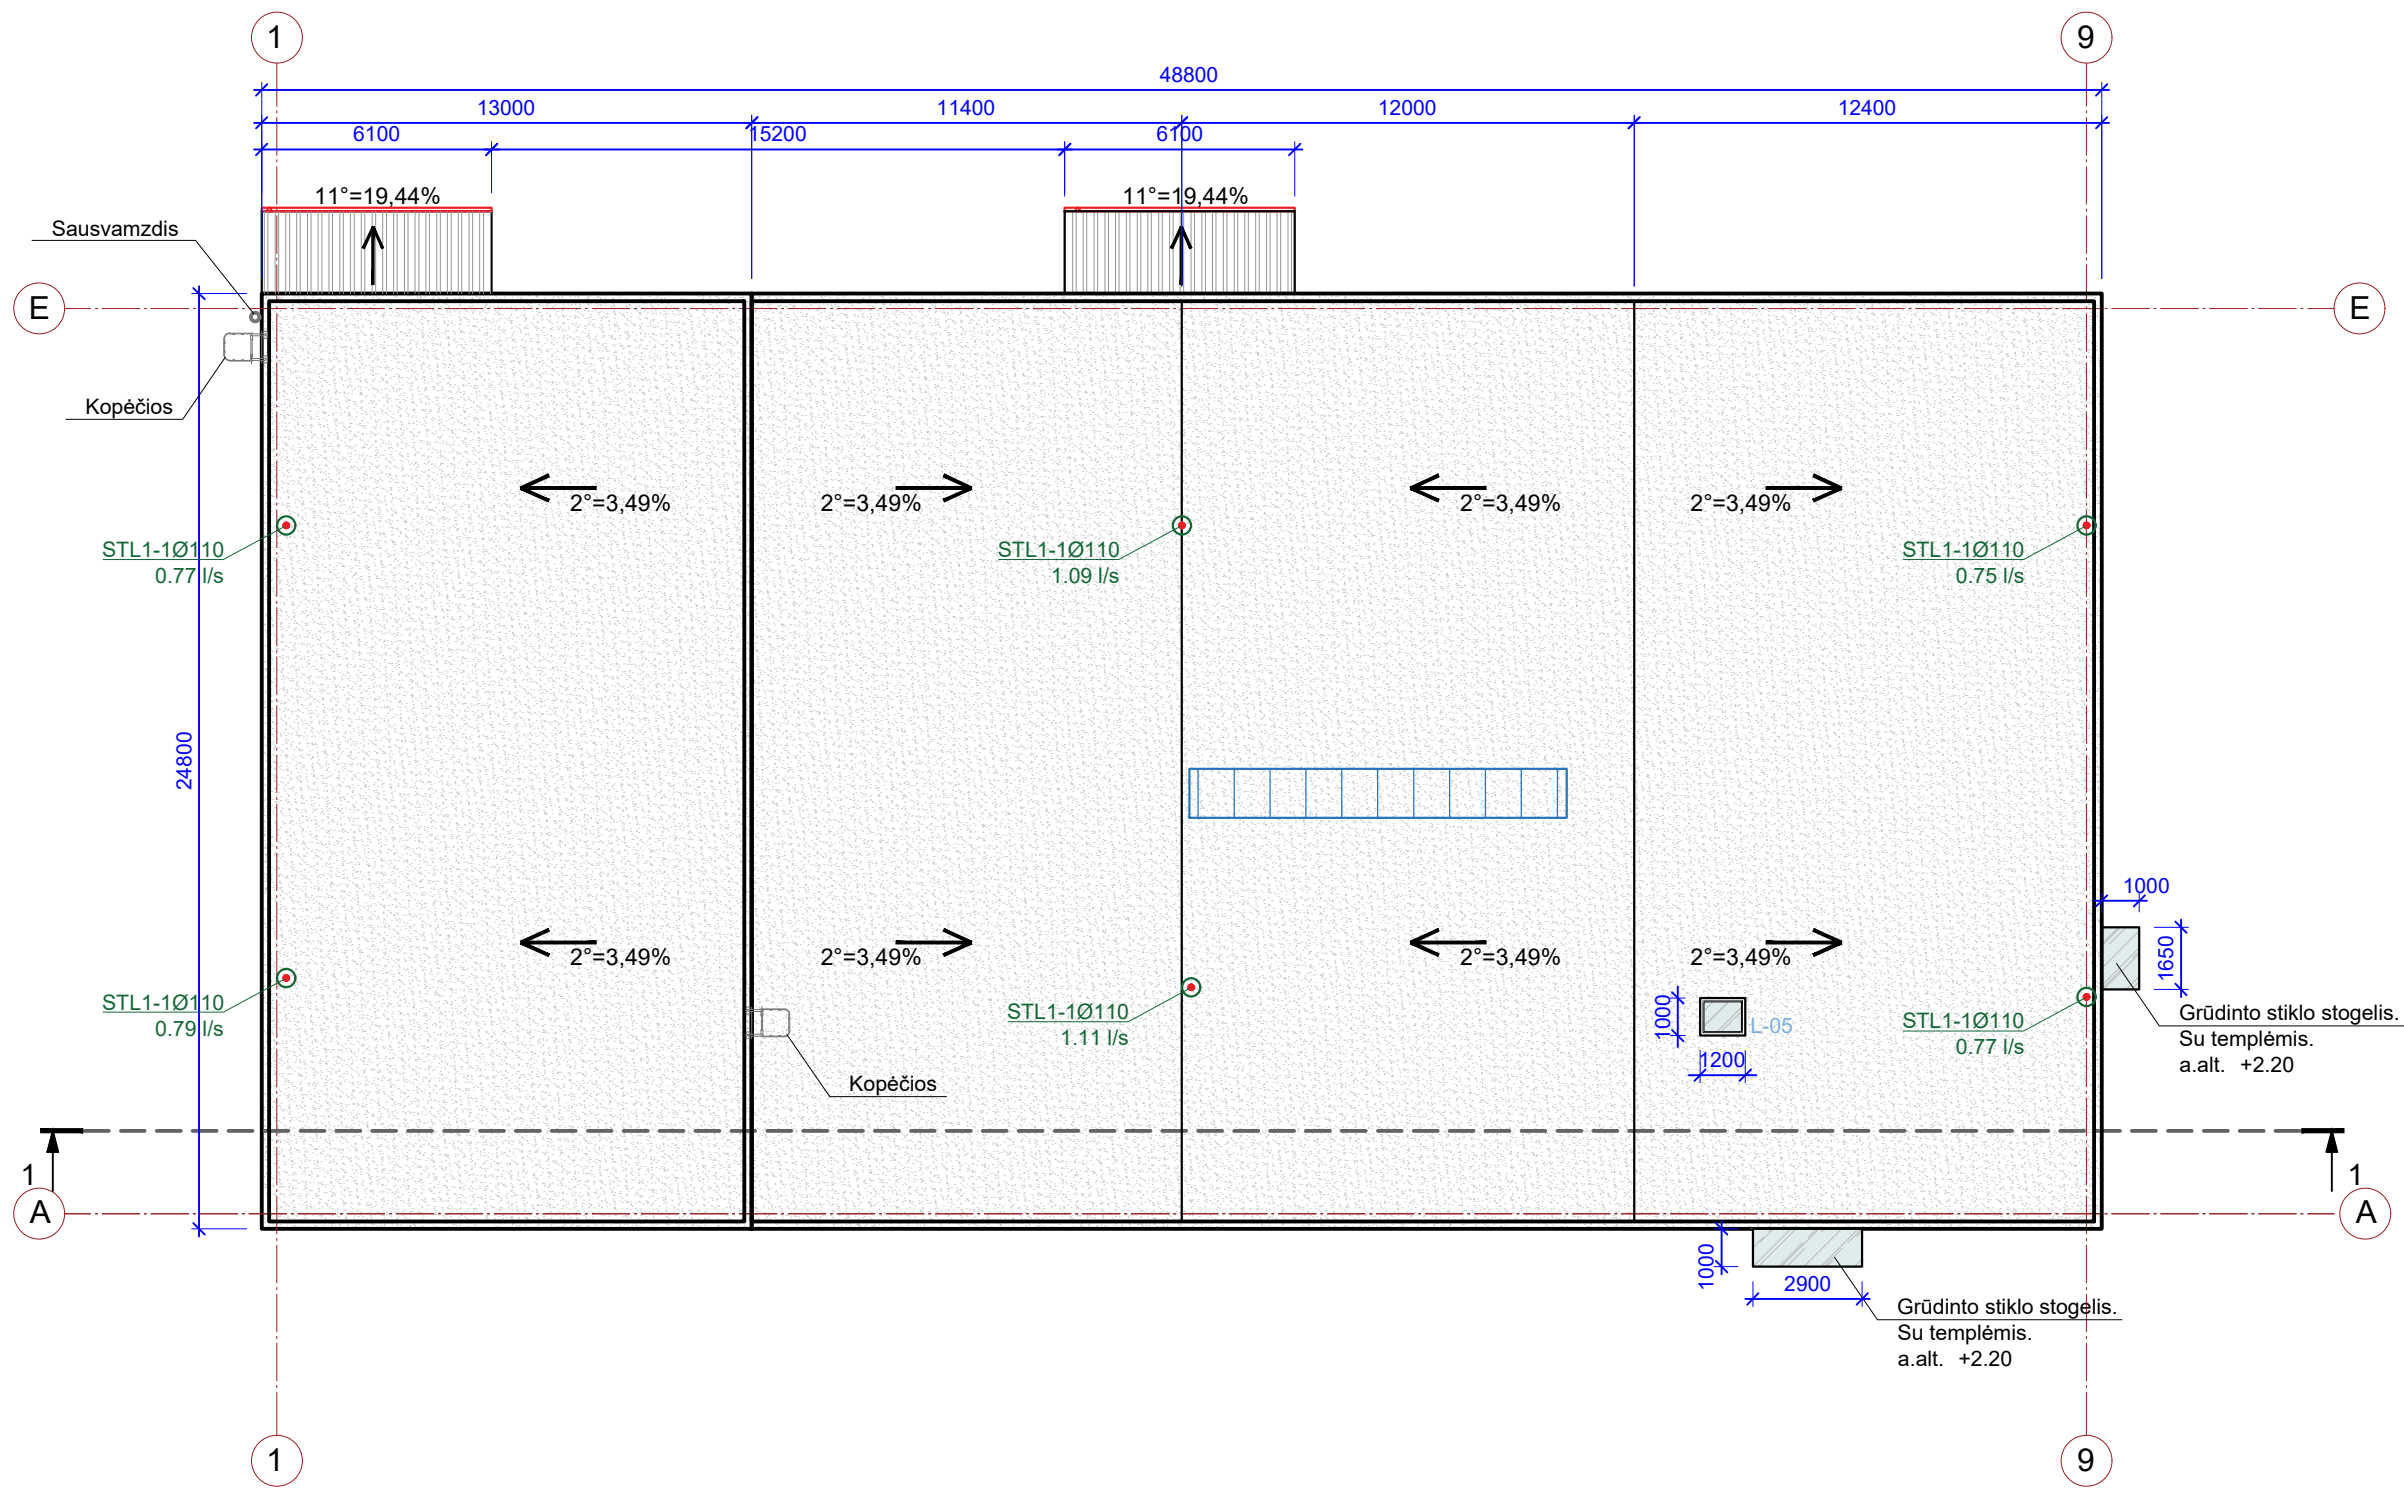 1
9
48800
13000
11400
12000
12400
6100
15200
6100
11°=19,44%
11°=19,44%
Sausvamzdis
E
E
Kopėčios
2°=3,49%
2°=3,49%
2°=3,49%
2°=3,49%
STL1-1Ø110
0.77 l/s
STL1-1Ø110
1.09 l/s
STL1-1Ø110
0.75 l/s
24800
1000
1650
2°=3,49%
2°=3,49%
2°=3,49%
2°=3,49%
STL1-1Ø110
0.79 l/s
STL1-1Ø110
1.11 l/s
1000
L-05
1200
STL1-1Ø110
0.77 l/s
Grūdinto stiklo stogelis.
Su templėmis.
a.alt. +2.20
Kopėčios
1
1
A
A
1000
2900
Grūdinto stiklo stogelis.
Su templėmis.
a.alt. +2.20
1
9